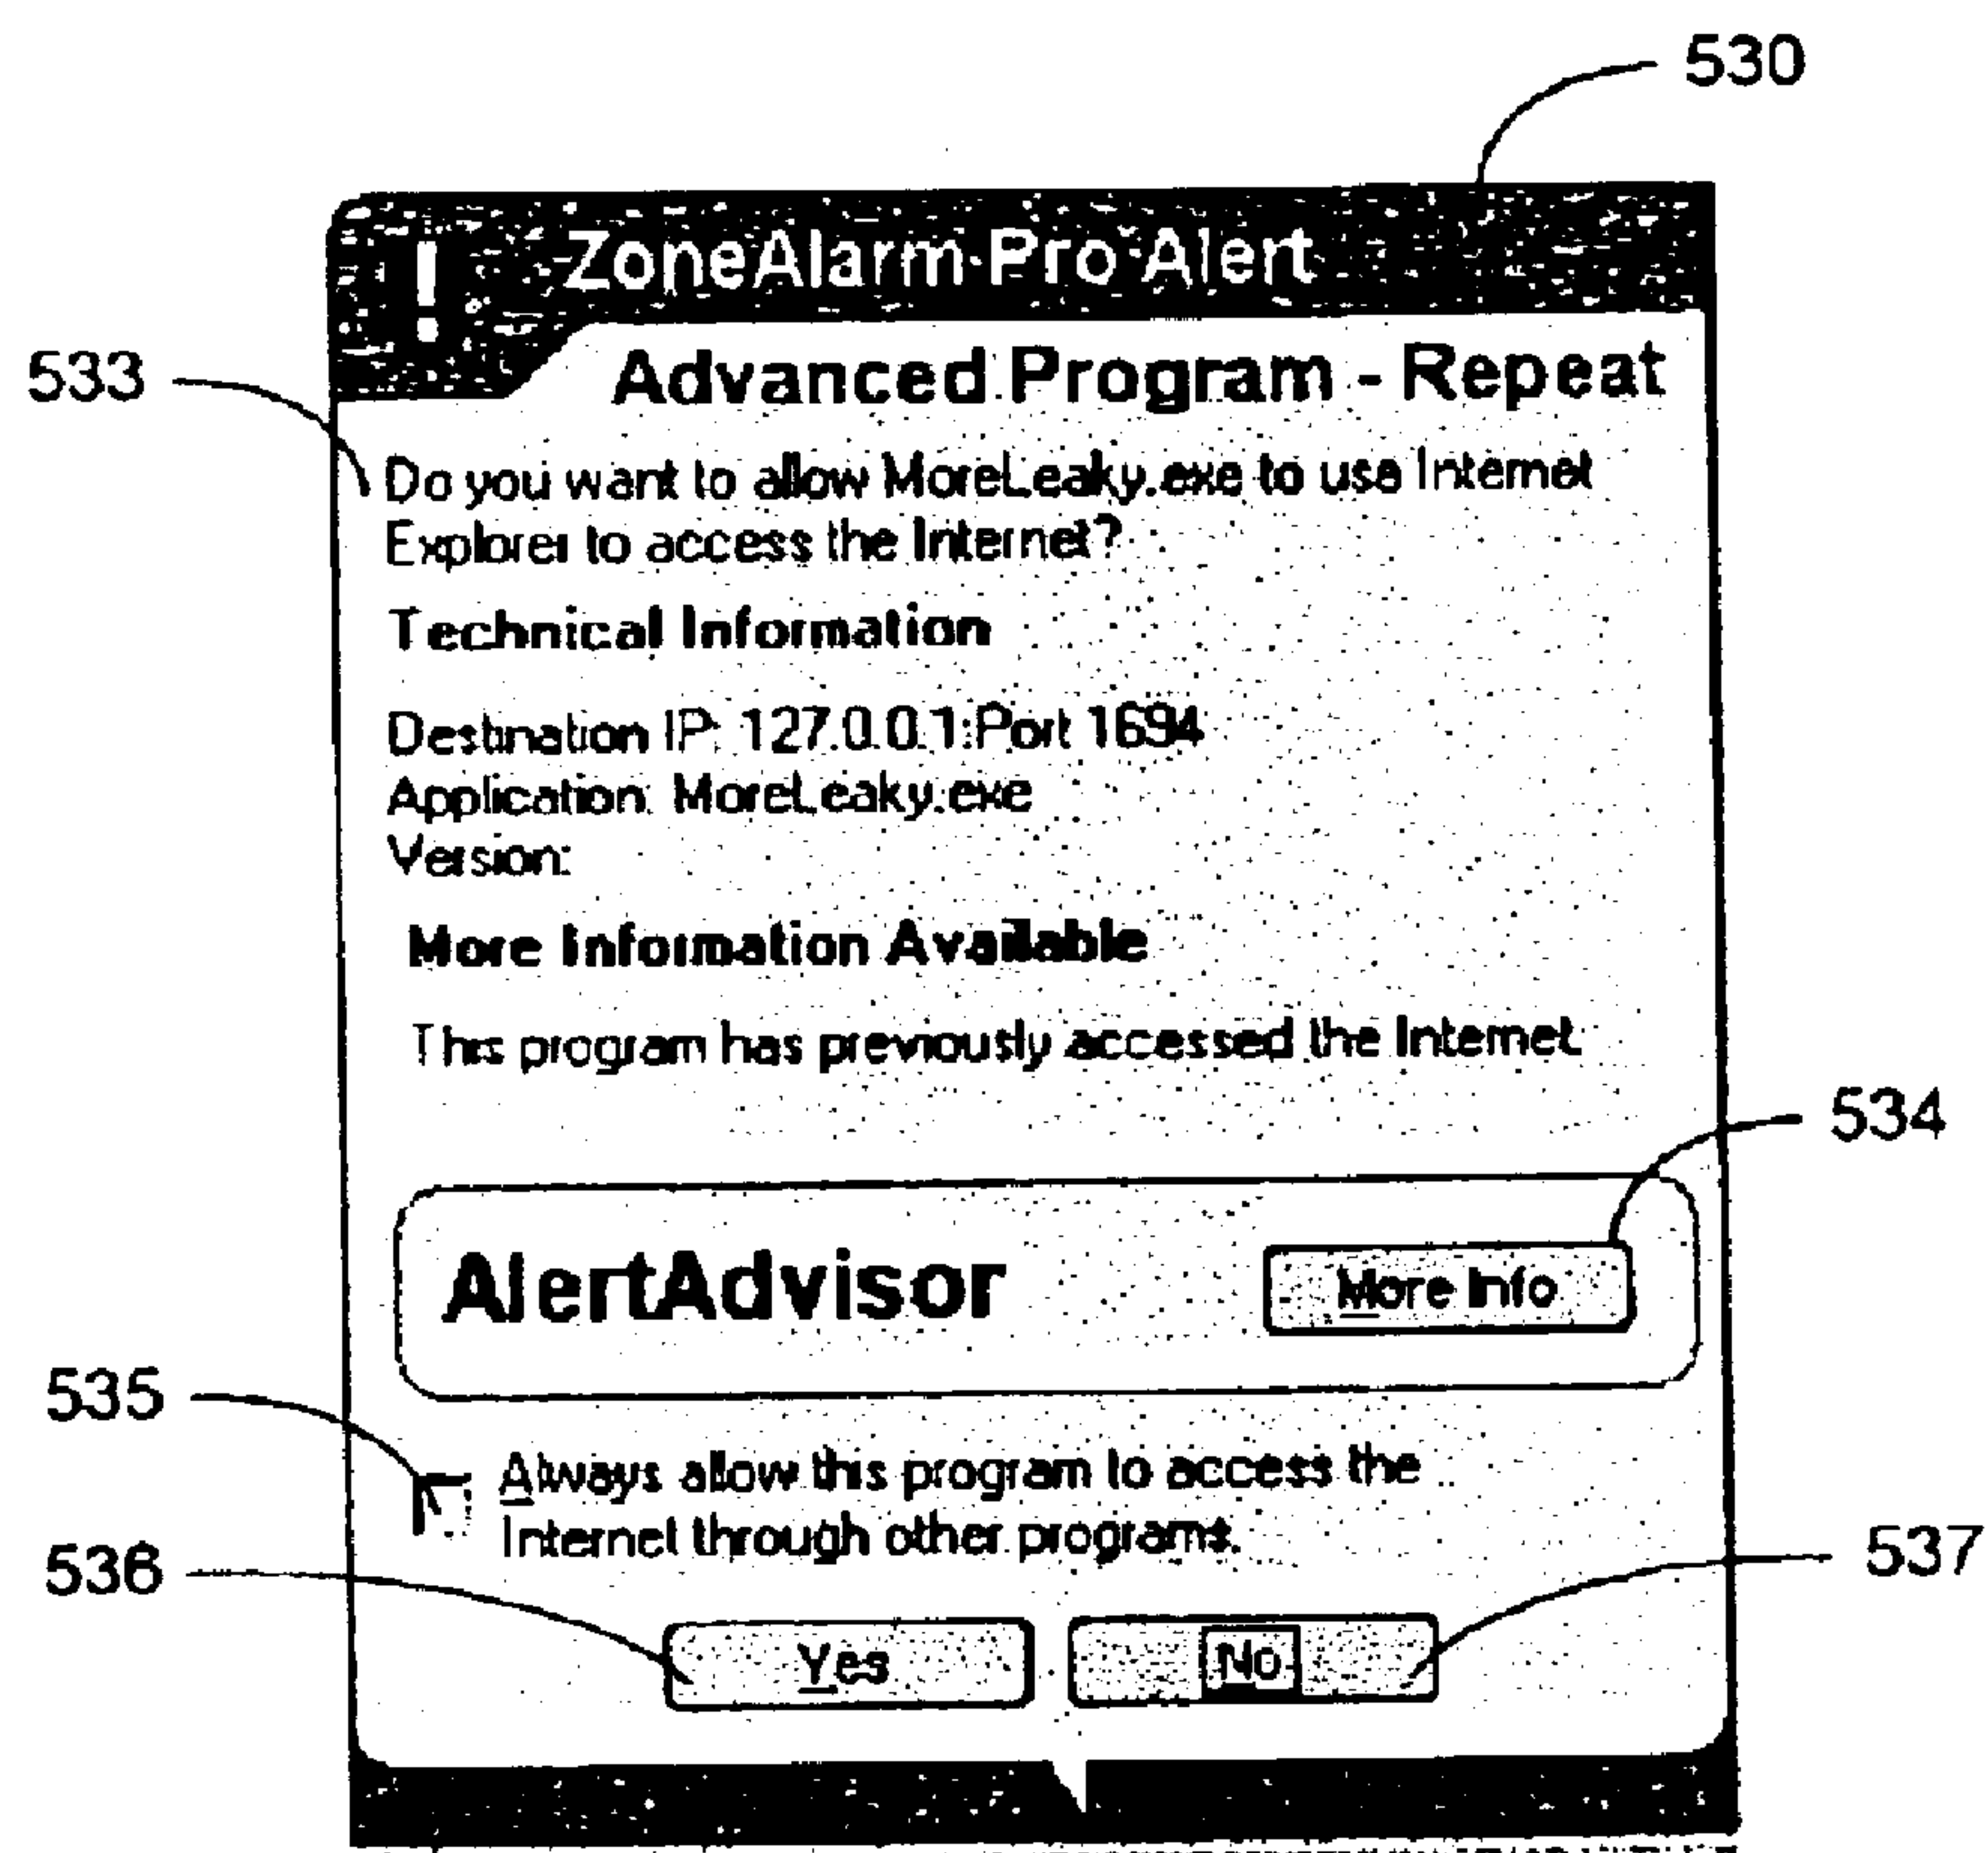 530
! ZoneAlarm Pro Alert
533
Advanced Program - Repeat
Do you want to allow MoreLeaky.exe to use Internet
Explorer to access the Internet?
Technical Information
Destination IP: 127.0.0.1:Port 1694
Application: MoreLeaky.exe
Version:
More Information Available
This program has previously accessed the Internet.
534
AlertAdvisor
More Info
535
Always allow this program to access the
Internet through other programs.
536
537
Yes
No